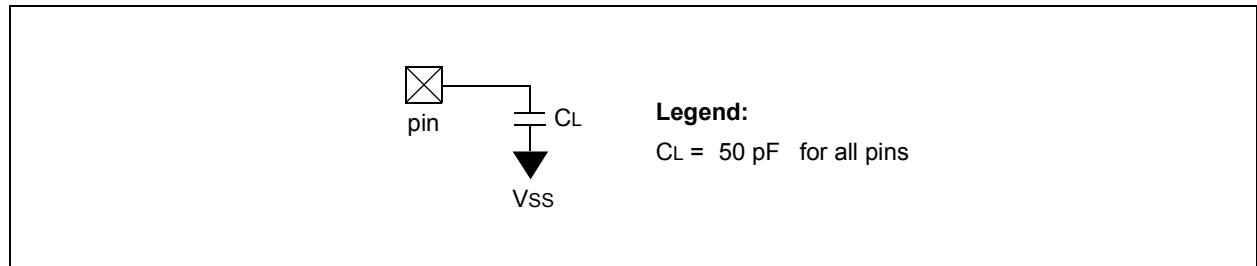 pin
CL
VSS
Legend:
CL = 50 pF for all pins